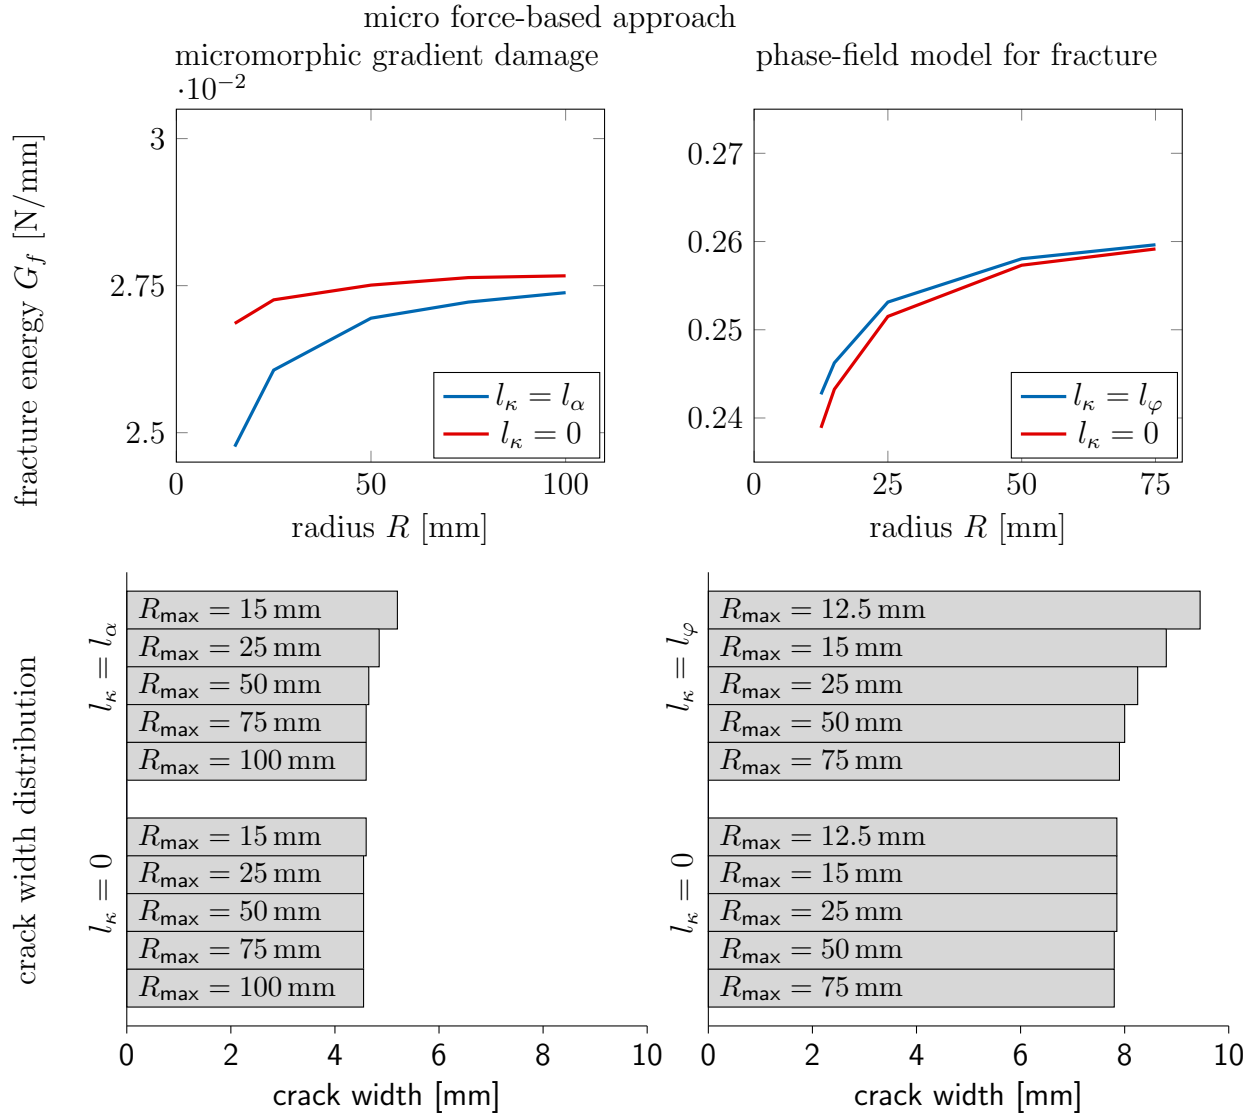 micro force-based approach
micromorphic gradient damage
phase-field model for fracture
·10⁻²
3
2.75
2.5
0
50
100
radius R [mm]
fracture energy G_f [N/mm]
l_κ = l_α
l_κ = 0
0.27
0.26
0.25
0.24
0
25
50
75
radius R [mm]
l_κ = l_φ
l_κ = 0
crack width distribution
l_κ = l_α
R_max = 15 mm
R_max = 25 mm
R_max = 50 mm
R_max = 75 mm
R_max = 100 mm
l_κ = 0
R_max = 15 mm
R_max = 25 mm
R_max = 50 mm
R_max = 75 mm
R_max = 100 mm
0 2 4 6 8 10
crack width [mm]
l_κ = l_φ
R_max = 12.5 mm
R_max = 15 mm
R_max = 25 mm
R_max = 50 mm
R_max = 75 mm
l_κ = 0
R_max = 12.5 mm
R_max = 15 mm
R_max = 25 mm
R_max = 50 mm
R_max = 75 mm
0 2 4 6 8 10
crack width [mm]